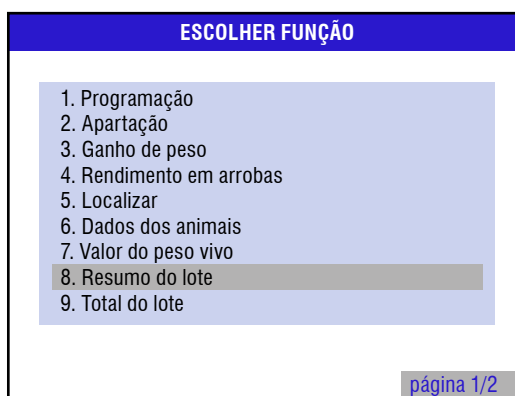 ESCOLHER FUNÇÃO
1. Programação
2. Apartação
3. Ganho de peso
4. Rendimento em arrobas
5. Localizar
6. Dados dos animais
7. Valor do peso vivo
8. Resumo do lote
9. Total do lote
página 1/2